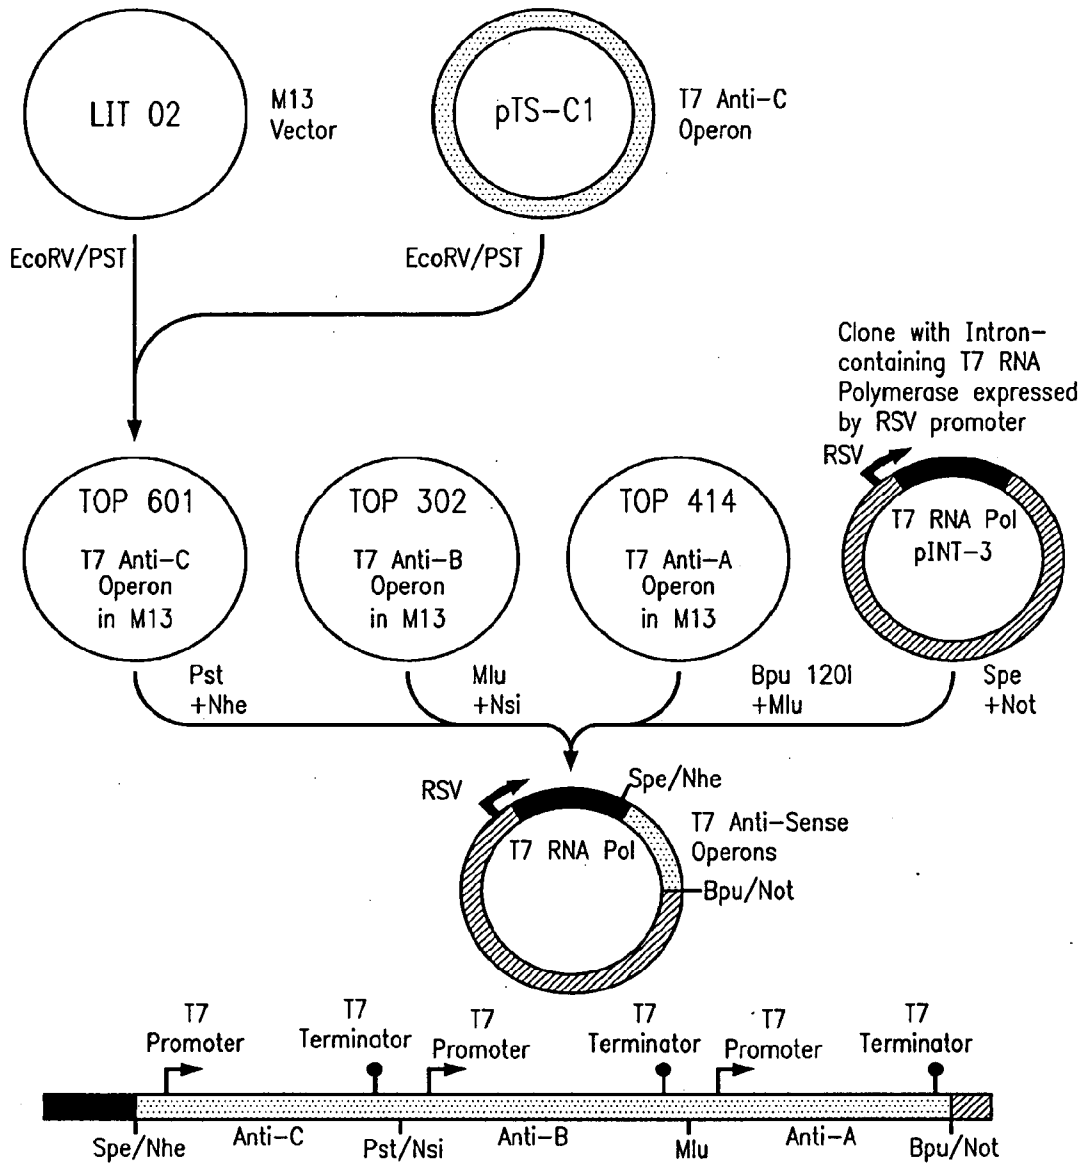 LIT 02
M13
Vector
pTS-C1
T7 Anti-C
Operon
EcoRV/PST
EcoRV/PST
Clone with Intron-
containing T7 RNA
Polymerase expressed
by RSV promoter
RSV
TOP 601
T7 Anti-C
Operon
in M13
TOP 302
T7 Anti-B
Operon
in M13
TOP 414
T7 Anti-A
Operon
in M13
T7 RNA Pol
pINT-3
Pst
+Nhe
Mlu
+Nsi
Bpu 120I
+Mlu
Spe
+Not
RSV
Spe/Nhe
T7 RNA Pol
T7 Anti-Sense
Operons
Bpu/Not
T7
Promoter
T7
Terminator
T7
Promoter
T7
Terminator
T7
Promoter
T7
Terminator
Spe/Nhe
Anti-C
Pst/Nsi
Anti-B
Mlu
Anti-A
Bpu/Not